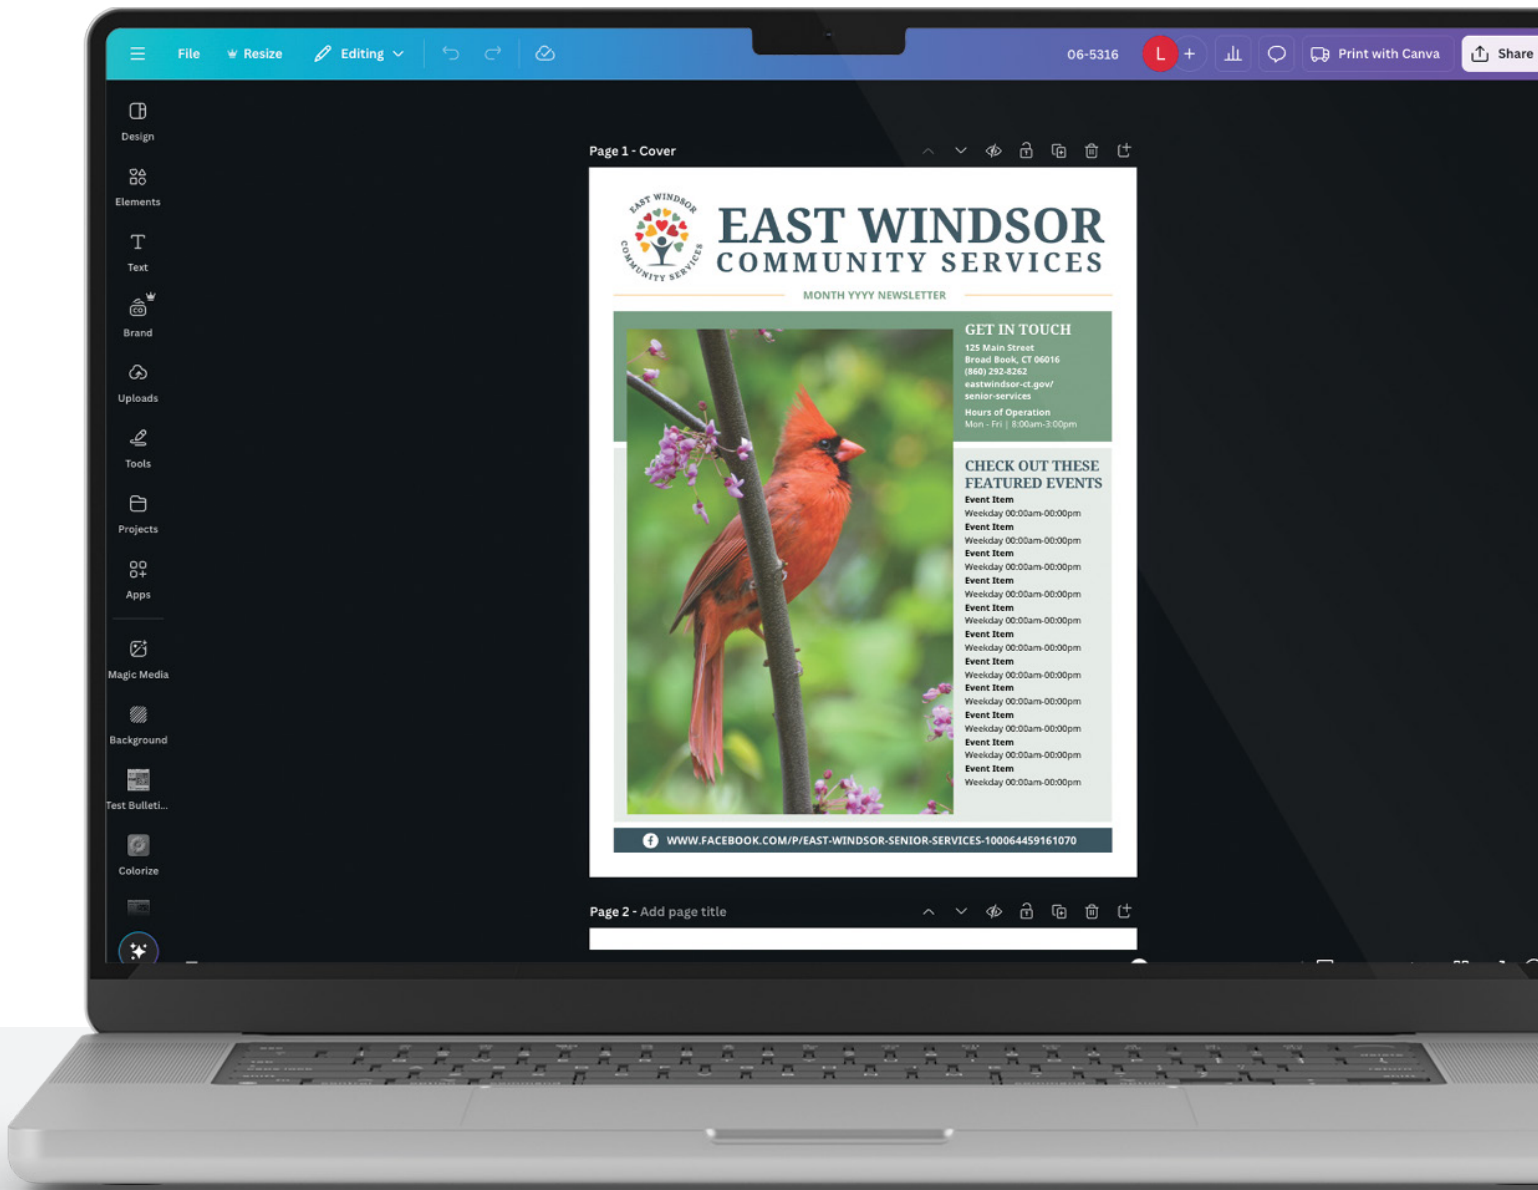 File
Resize
Editing
06-5316
L
+
Print with Canva
Share
Design
Elements
Text
Brand
Uploads
Tools
Projects
Apps
Magic Media
Background
Test Bulleti...
Colorize
Page 1 - Cover
EAST WINDSOR
COMMUNITY SERVICES
EAST WINDSOR
COMMUNITY SERVICES
MONTH YYYY NEWSLETTER
GET IN TOUCH
125 Main Street
Broad Book, CT 06016
(860) 292-8262
eastwindsor-ct.gov/
senior-services
Hours of Operation
Mon - Fri | 8:00am-3:00pm
CHECK OUT THESE
FEATURED EVENTS
Event Item
Weekday 00:00am-00:00pm
Event Item
Weekday 00:00am-00:00pm
Event Item
Weekday 00:00am-00:00pm
Event Item
Weekday 00:00am-00:00pm
Event Item
Weekday 00:00am-00:00pm
Event Item
Weekday 00:00am-00:00pm
Event Item
Weekday 00:00am-00:00pm
Event Item
Weekday 00:00am-00:00pm
Event Item
Weekday 00:00am-00:00pm
Event Item
Weekday 00:00am-00:00pm
Event Item
Weekday 00:00am-00:00pm
WWW.FACEBOOK.COM/P/EAST-WINDSOR-SENIOR-SERVICES-100064459161070
Page 2 - Add page title